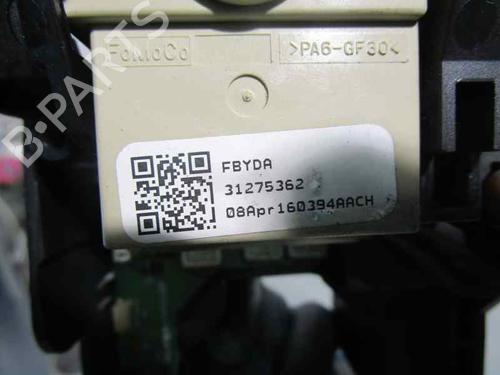 FoMoCo
>PA6-GF30<
FBYDA
31275362
08Apr160394AACH
B-PARTS